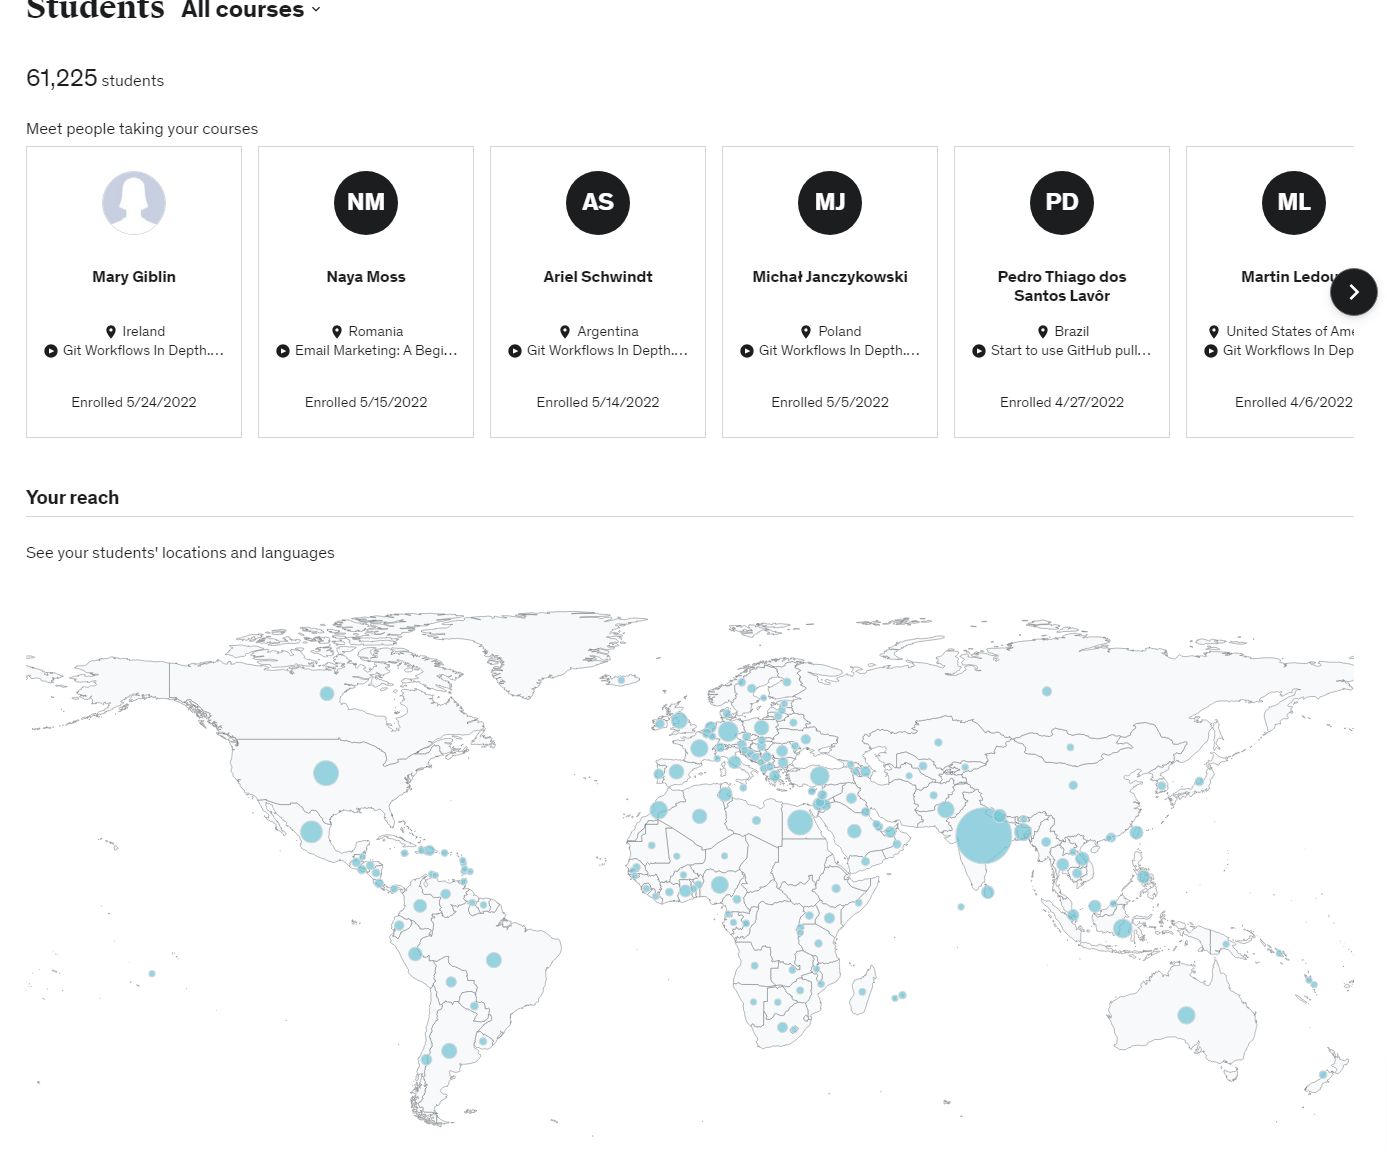 Students All courses
61,225 students
Meet people taking your courses
Mary Giblin
Ireland
Git Workflows In Depth....
Enrolled 5/24/2022
NM
Naya Moss
Romania
Email Marketing: A Begi...
Enrolled 5/15/2022
AS
Ariel Schwindt
Argentina
Git Workflows In Depth....
Enrolled 5/14/2022
MJ
Michał Janczykowski
Poland
Git Workflows In Depth....
Enrolled 5/5/2022
PD
Pedro Thiago dos
Santos Lavôr
Brazil
Start to use GitHub pull...
Enrolled 4/27/2022
ML
Martin Ledou
United States of Ame
Git Workflows In Dep
Enrolled 4/6/2022
Your reach
See your students' locations and languages